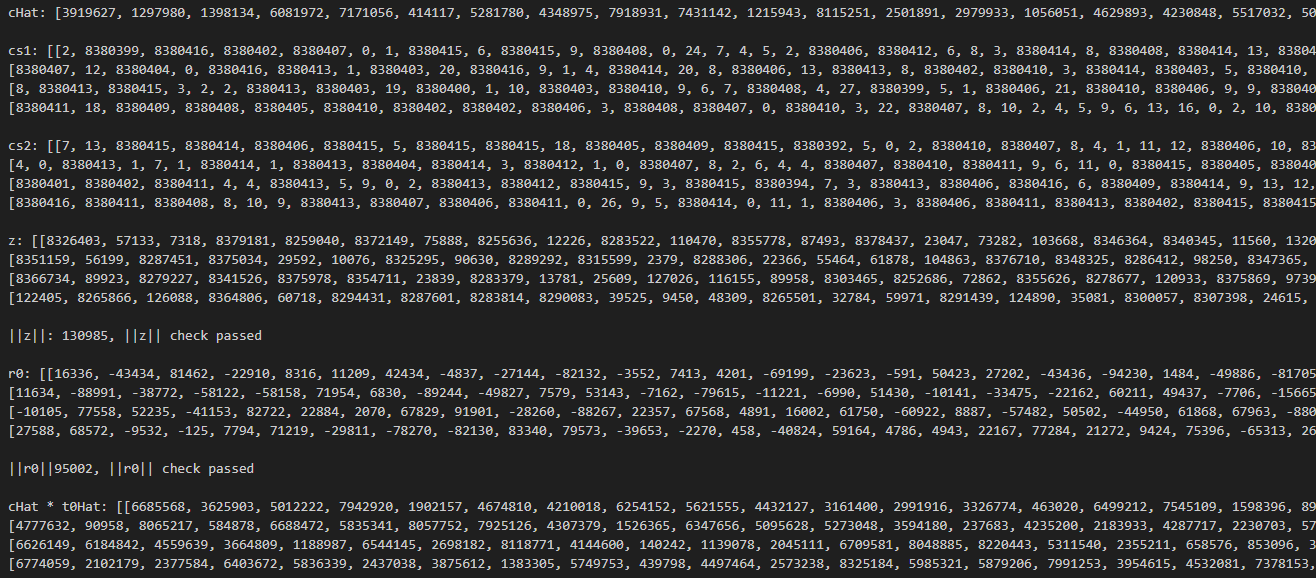 cHat: [3919627, 1297980, 1398134, 6081972, 7171056, 414117, 5281780, 4348975, 7918931, 7431142, 1215943, 8115251, 2501891, 2979933, 1056051, 4629893, 4230848, 5517032, 50
cs1: [[2, 8380399, 8380416, 8380402, 8380407, 0, 1, 8380415, 6, 8380415, 9, 8380408, 0, 24, 7, 4, 5, 2, 8380406, 8380412, 6, 8, 3, 8380414, 8, 8380408, 8380414, 13, 83804
[8380407, 12, 8380404, 0, 8380416, 8380413, 1, 8380403, 20, 8380416, 9, 1, 4, 8380414, 20, 8, 8380406, 13, 8380413, 8, 8380402, 8380410, 3, 8380414, 8380403, 5, 8380410,
[8, 8380413, 8380415, 3, 2, 2, 8380413, 8380403, 19, 8380400, 1, 10, 8380403, 8380410, 9, 6, 7, 8380408, 4, 27, 8380399, 5, 1, 8380406, 21, 8380410, 8380406, 9, 9, 838040
[8380411, 18, 8380409, 8380408, 8380405, 8380410, 8380402, 8380402, 8380406, 3, 8380408, 8380407, 0, 8380410, 3, 22, 8380407, 8, 10, 2, 4, 5, 9, 6, 13, 16, 0, 2, 10, 8380
cs2: [[7, 13, 8380415, 8380414, 8380406, 8380415, 5, 8380415, 8380415, 18, 8380405, 8380409, 8380415, 8380392, 5, 0, 2, 8380410, 8380407, 8, 4, 1, 11, 12, 8380406, 10, 83
[4, 0, 8380413, 1, 7, 1, 8380414, 1, 8380413, 8380404, 8380414, 3, 8380412, 1, 0, 8380407, 8, 2, 6, 4, 4, 8380407, 8380410, 8380411, 9, 6, 11, 0, 8380415, 8380405, 838040
[8380401, 8380402, 8380411, 4, 4, 8380413, 5, 9, 0, 2, 8380413, 8380412, 8380415, 9, 3, 8380415, 8380394, 7, 3, 8380413, 8380406, 8380416, 6, 8380409, 8380414, 9, 13, 12,
[8380416, 8380411, 8380408, 8, 10, 9, 8380413, 8380407, 8380406, 8380411, 0, 26, 9, 5, 8380414, 0, 11, 1, 8380406, 3, 8380406, 8380411, 8380413, 8380402, 8380415, 8380415
z: [[8326403, 57133, 7318, 8379181, 8259040, 8372149, 75888, 8255636, 12226, 8283522, 110470, 8355778, 87493, 8378437, 23047, 73282, 103668, 8346364, 8340345, 11560, 1320
[8351159, 56199, 8287451, 8375034, 29592, 10076, 8325295, 90630, 8289292, 8315599, 2379, 8288306, 22366, 55464, 61878, 104863, 8376710, 8348325, 8286412, 98250, 8347365,
[8366734, 89923, 8279227, 8341526, 8375978, 8354711, 23839, 8283379, 13781, 25609, 127026, 116155, 89958, 8303465, 8252686, 72862, 8355626, 8278677, 120933, 8375869, 9739
[122405, 8265866, 126088, 8364806, 60718, 8294431, 8287601, 8283814, 8290083, 39525, 9450, 48309, 8265501, 32784, 59971, 8291439, 124890, 35081, 8300057, 8307398, 24615,
||z||: 130985, ||z|| check passed
r0: [[16336, -43434, 81462, -22910, 8316, 11209, 42434, -4837, -27144, -82132, -3552, 7413, 4201, -69199, -23623, -591, 50423, 27202, -43436, -94230, 1484, -49886, -81705
[11634, -88991, -38772, -58122, -58158, 71954, 6830, -89244, -49827, 7579, 53143, -7162, -79615, -11221, -6990, 51430, -10141, -33475, -22162, 60211, 49437, -7706, -15665
[-10105, 77558, 52235, -41153, 82722, 22884, 2070, 67829, 91901, -28260, -88267, 22357, 67568, 4891, 16002, 61750, -60922, 8887, -57482, 50502, -44950, 61868, 67963, -880
[27588, 68572, -9532, -125, 7794, 71219, -29811, -78270, -82130, 83340, 79573, -39653, -2270, 458, -40824, 59164, 4786, 4943, 22167, 77284, 21272, 9424, 75396, -65313, 26
||r0||95002, ||r0|| check passed
cHat * t0Hat: [[6685568, 3625903, 5012222, 7942920, 1902157, 4674810, 4210018, 6254152, 5621555, 4432127, 3161400, 2991916, 3326774, 463020, 6499212, 7545109, 1598396, 89
[4777632, 90958, 8065217, 584878, 6688472, 5835341, 8057752, 7925126, 4307379, 1526365, 6347656, 5095628, 5273048, 3594180, 237683, 4235200, 2183933, 4287717, 2230703, 57
[6626149, 6184842, 4559639, 3664809, 1188987, 6544145, 2698182, 8118771, 4144600, 140242, 1139078, 2045111, 6709581, 8048885, 8220443, 5311540, 2355211, 658576, 853096, 3
[6774059, 2102179, 2377584, 6403672, 5836339, 2437038, 3875612, 1383305, 5749753, 439798, 4497464, 2573238, 8325184, 5985321, 5879206, 7991253, 3954615, 4532081, 7378153,